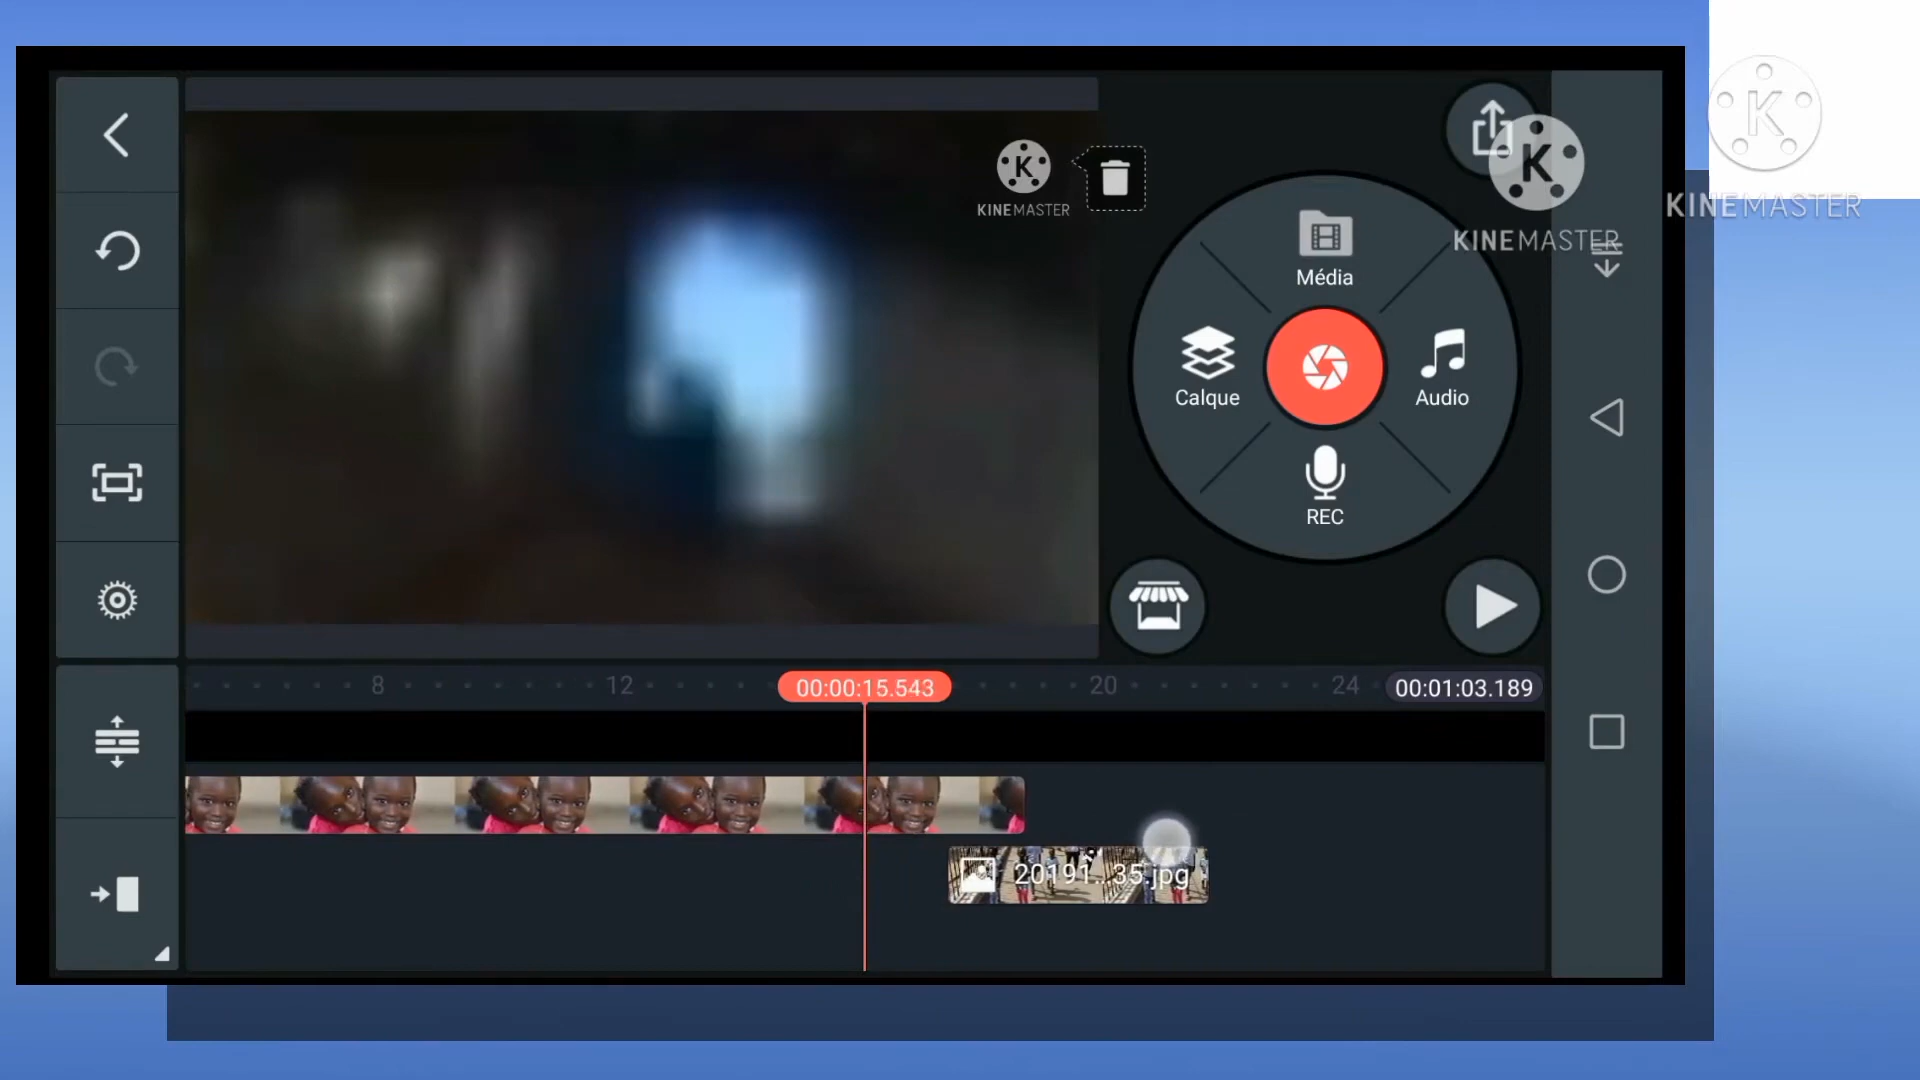 KINEMASTER
KINEMASTER
KINEMASTER
Média
Calque
Audio
REC
8
12
00:00:15.543
20
24
00:01:03.189
20191..35.jpg